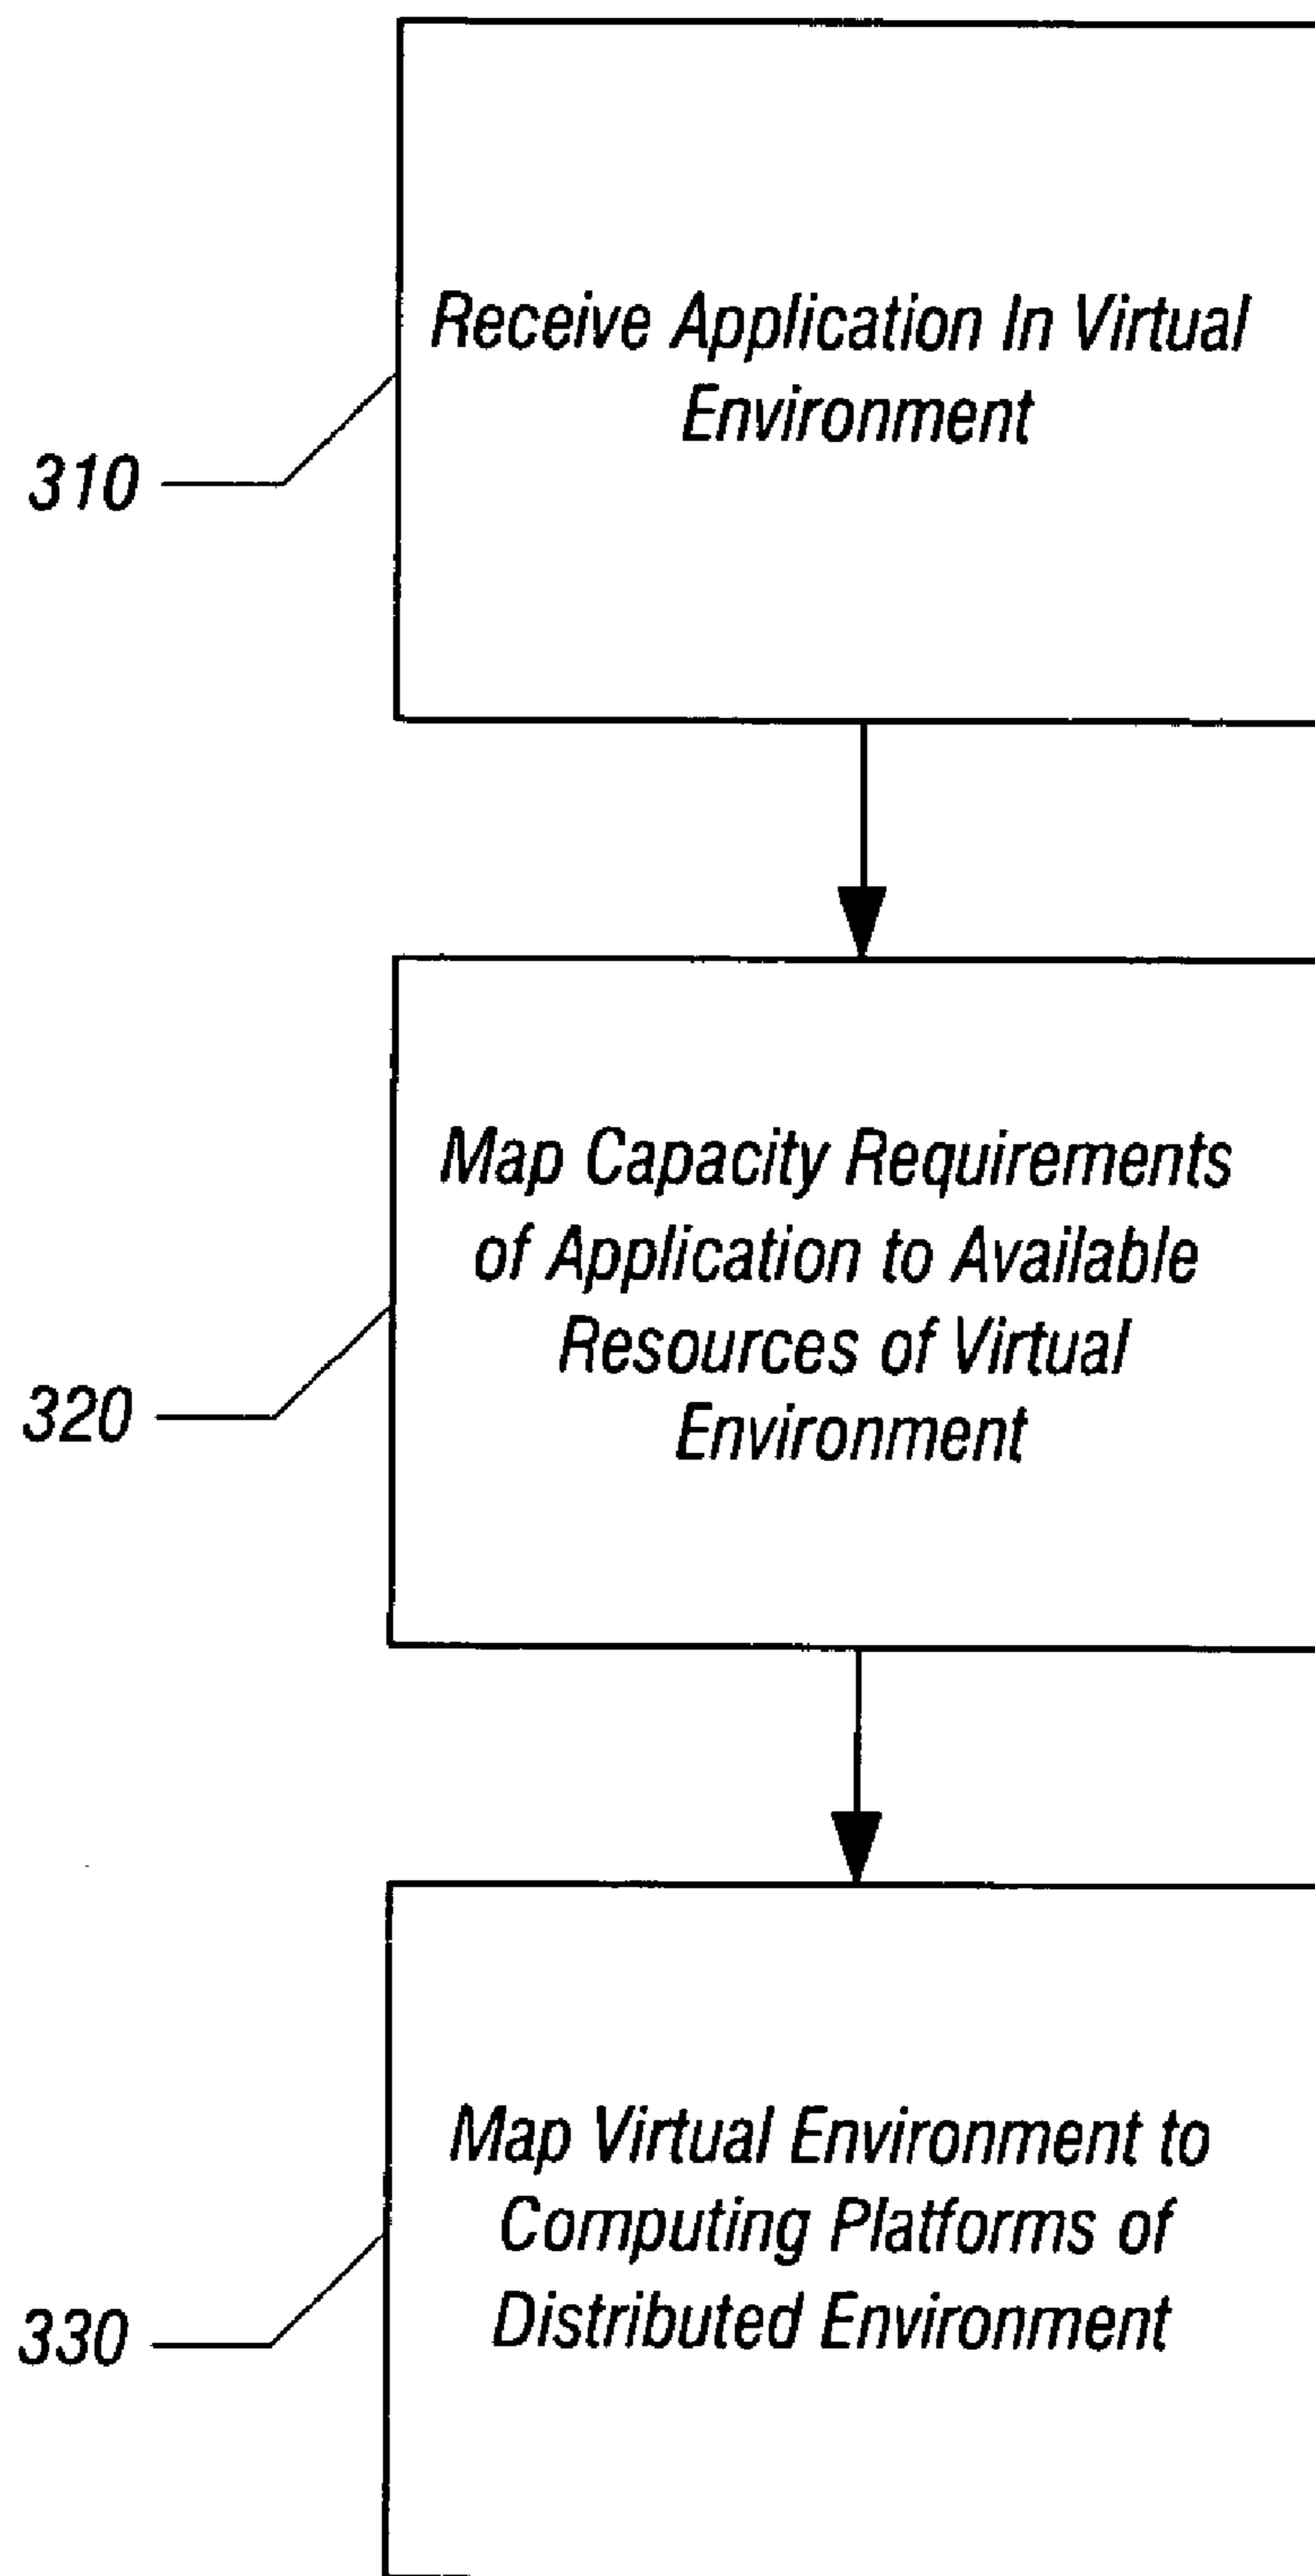 Receive Application In Virtual
Environment
310
Map Capacity Requirements
of Application to Available
Resources of Virtual
Environment
320
Map Virtual Environment to
Computing Platforms of
Distributed Environment
330